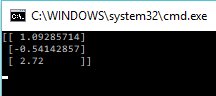 C:\WINDOWS\system32\cmd.exe
[[ 1.09285714]
 [-0.54142857]
 [ 2.72      ]]